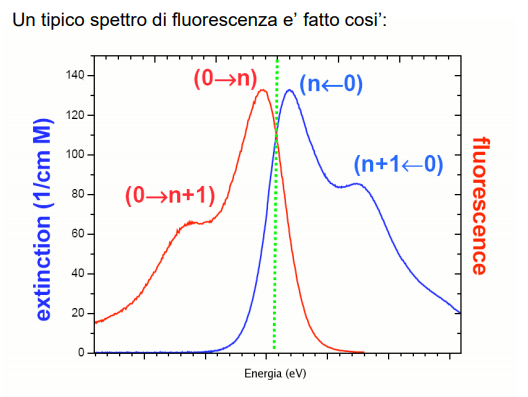 Un tipico spettro di fluorescenza e’ fatto cosi’:
140
120
100
80
60
40
20
0
extinction (1/cm M)
(0→n)
(n←0)
(n+1←0)
(0→n+1)
fluorescence
Energia (eV)